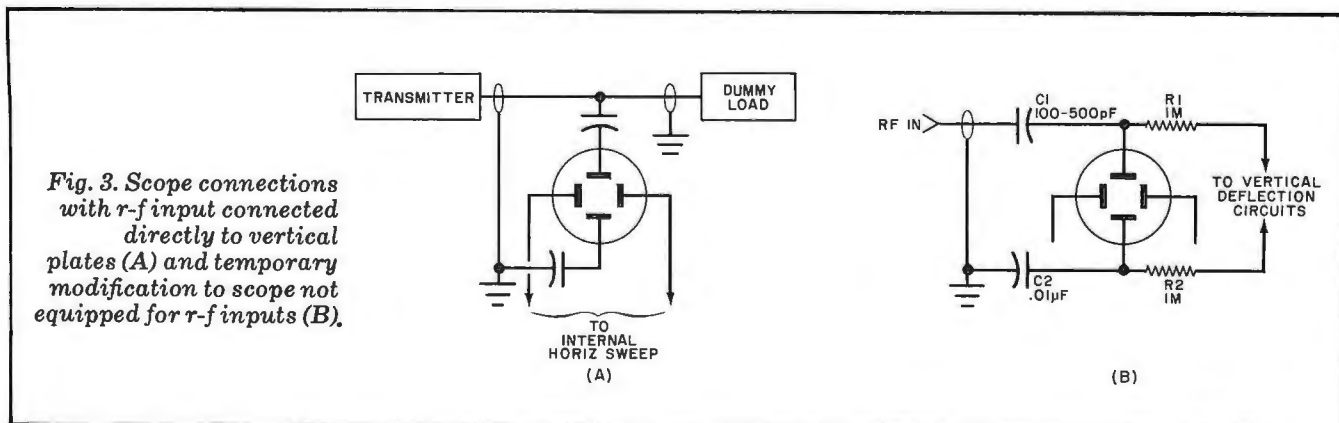 Fig. 3. Scope connections
with r-f input connected
directly to vertical
plates (A) and temporary
modification to scope not
equipped for r-f inputs (B).
TRANSMITTER
DUMMY
LOAD
TO
INTERNAL
HORIZ SWEEP
(A)
RF IN
C1
100-500pF
R1
1M
TO VERTICAL
DEFLECTION
CIRCUITS
C2
.01µF
R2
1M
(B)